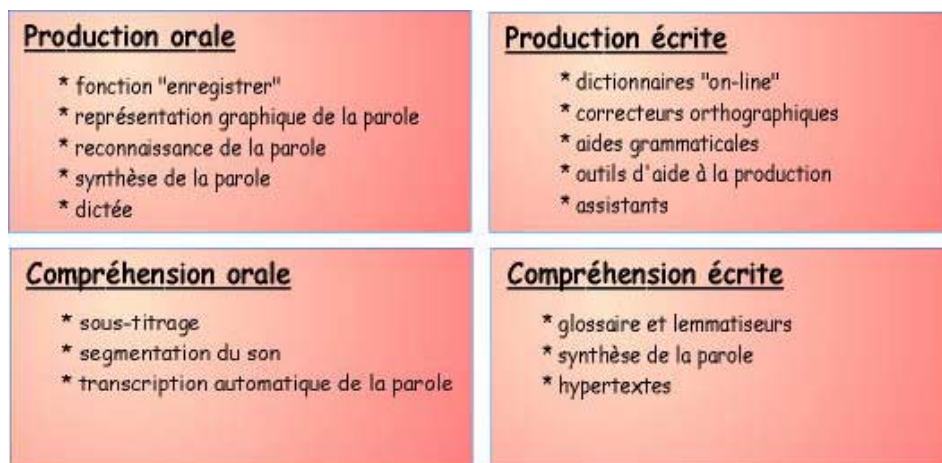 Production orale
* fonction "enregistrer"
* représentation graphique de la parole
* reconnaissance de la parole
* synthèse de la parole
* dictée
Production écrite
* dictionnaires "on-line"
* correcteurs orthographiques
* aides grammaticales
* outils d'aide à la production
* assistants
Compréhension orale
* sous-titrage
* segmentation du son
* transcription automatique de la parole
Compréhension écrite
* glossaire et lemmatiseurs
* synthèse de la parole
* hypertextes